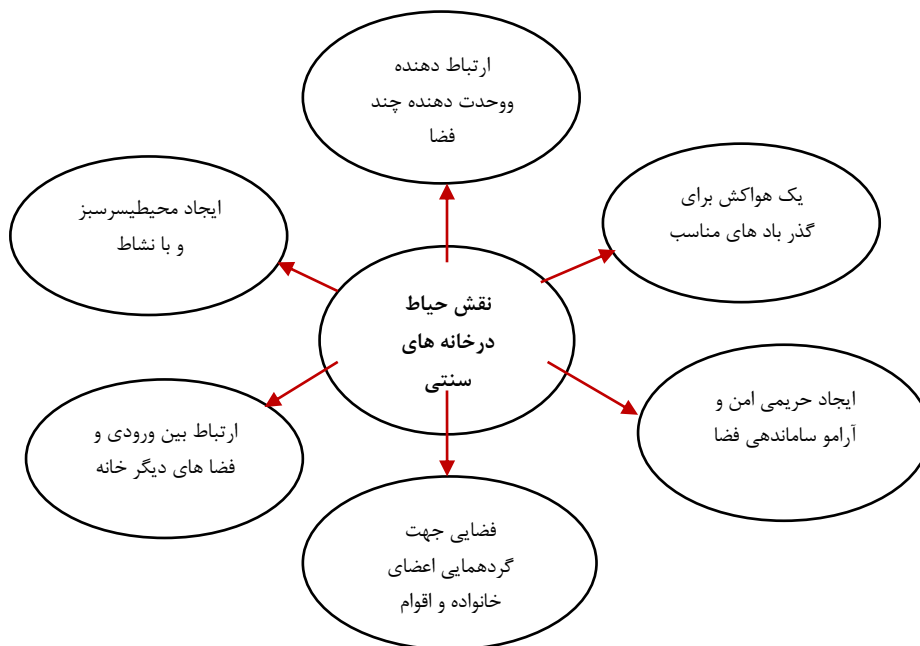 ارتباط دهنده
ووحدت دهنده چند
فضا
یک هواکش برای
گذر باد های مناسب
ایجاد محیطیسرسبز
و با نشاط
نقش حیاط
درخانه های
سنتی
ایجاد حریمی امن و
آرامو ساماندهی فضا
ارتباط بین ورودی و
فضا های دیگر خانه
فضایی جهت
گردهمایی اعضای
خانواده و اقوام